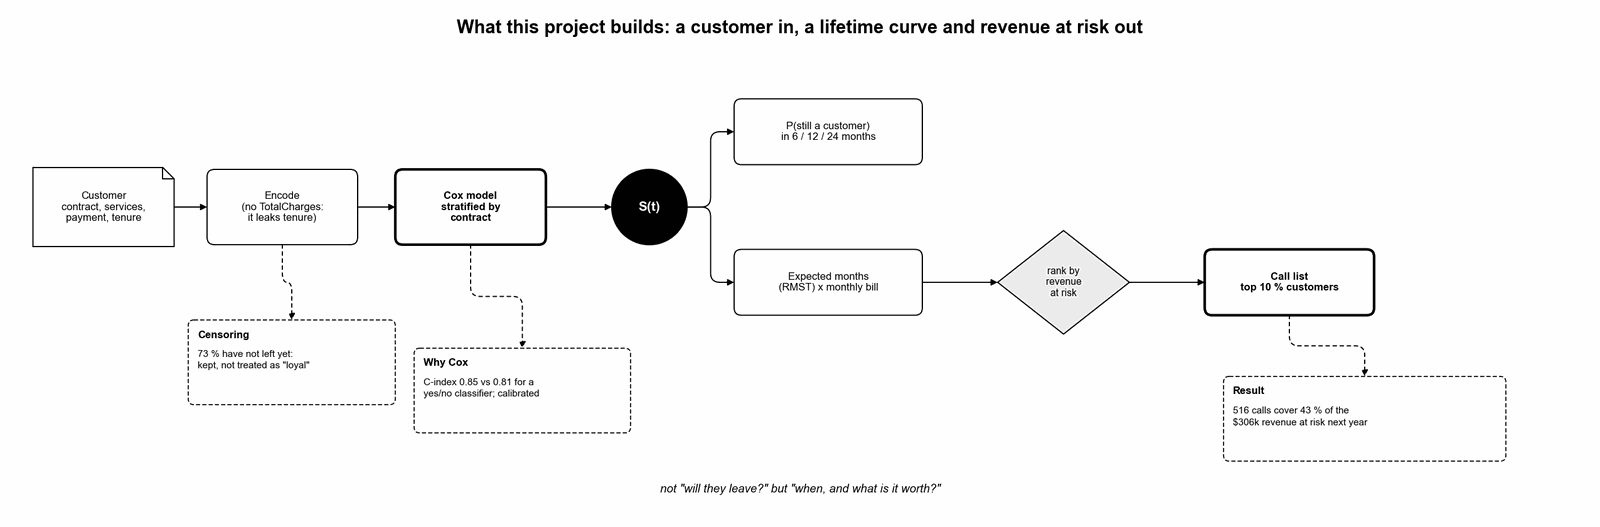 What this project builds: a customer in, a lifetime curve and revenue at risk out
P(still a customer)
in 6 / 12 / 24 months
Customer
contract, services,
payment, tenure
Encode
(no TotalCharges:
it leaks tenure)
Cox model
stratified by
contract
S(t)
Expected months
(RMST) x monthly bill
rank by
revenue
at risk
Call list
top 10 % customers
Censoring
73 % have not left yet:
kept, not treated as "loyal"
Why Cox
C-index 0.85 vs 0.81 for a
yes/no classifier; calibrated
Result
516 calls cover 43 % of the
$306k revenue at risk next year
not "will they leave?" but "when, and what is it worth?"